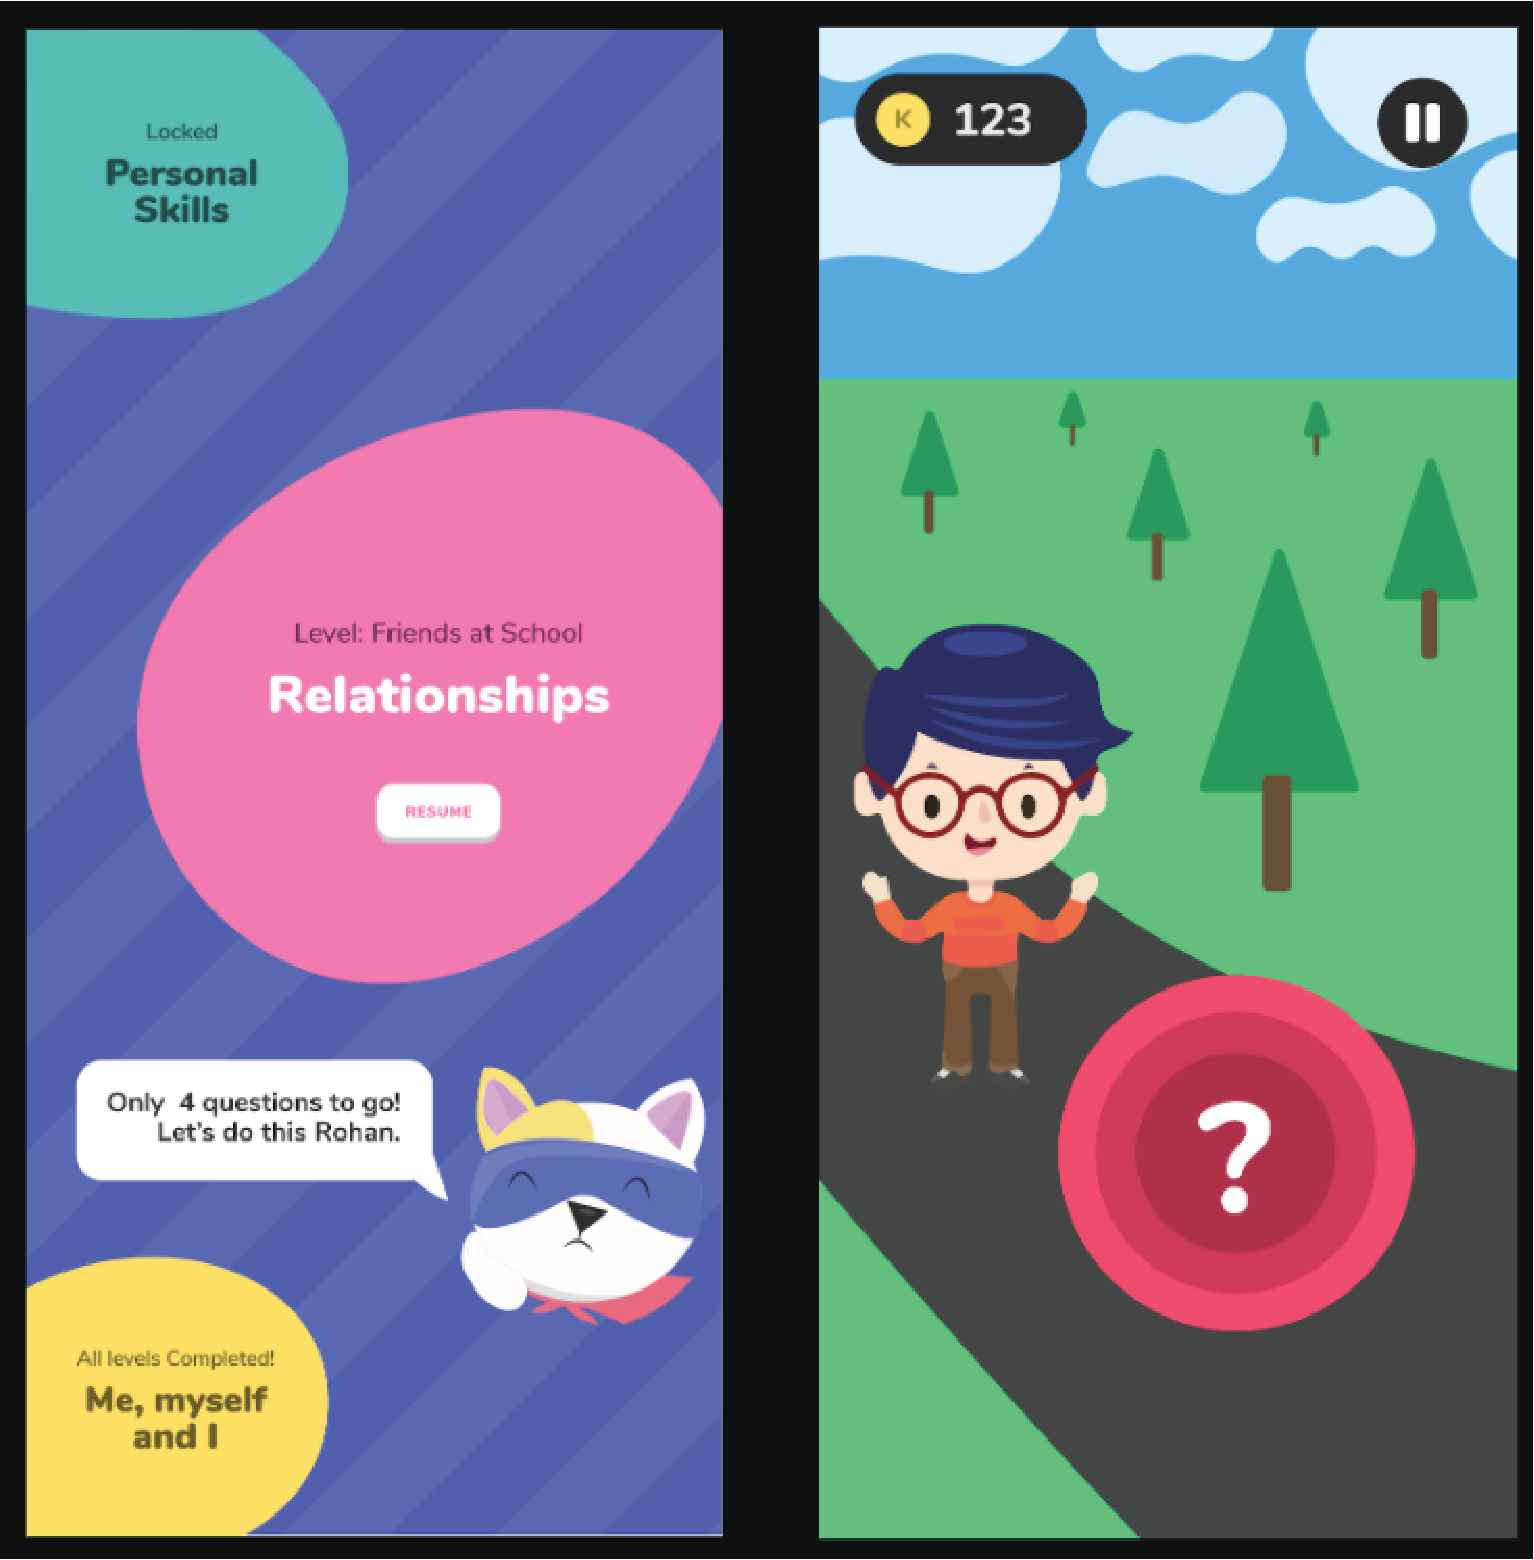 Locked
Personal
Skills
Level: Friends at School
Relationships
RESUME
Only 4 questions to go!
Let's do this Rohan.
All levels Completed!
Me, myself
and I
K 123
?